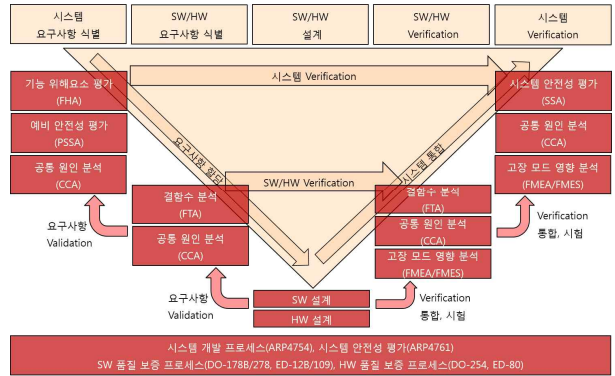 시스템
요구사항 식별
SW/HW
요구사항 식별
SW/HW
설계
SW/HW
Verification
시스템
Verification
시스템 Verification
기능 위해요소 평가
(FHA)
예비 안전성 평가
(PSSA)
공통 원인 분석
(CCA)
시스템 안전성 평가
(SSA)
공통 원인 분석
(CCA)
고장 모드 영향 분석
(FMEA/FMES)
요구사항 할당
시스템 통합
SW/HW Verification
결함수 분석
(FTA)
공통 원인 분석
(CCA)
결함수 분석
(FTA)
공통 원인 분석
(CCA)
고장 모드 영향 분석
(FMEA/FMES)
요구사항
Validation
Verification
통합, 시험
요구사항
Validation
SW 설계
HW 설계
Verification
통합, 시험
시스템 개발 프로세스(ARP4754), 시스템 안전성 평가(ARP4761)
SW 품질 보증 프로세스(DO-178B/278, ED-12B/109), HW 품질 보증 프로세스(DO-254, ED-80)